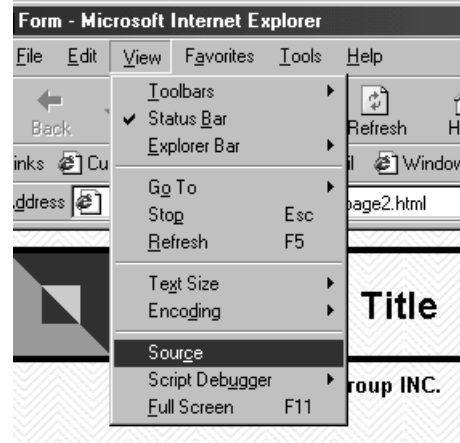 Form - Microsoft Internet Explorer
File Edit View Favorites Tools Help
Toolbars
Back
Status Bar
Refresh
Explorer Bar
inks
Window
Go To
ddress
page2.html
Stop Esc
Refresh F5
Text Size
Encoding
Title
Source
Script Debugger
roup INC.
Full Screen F11